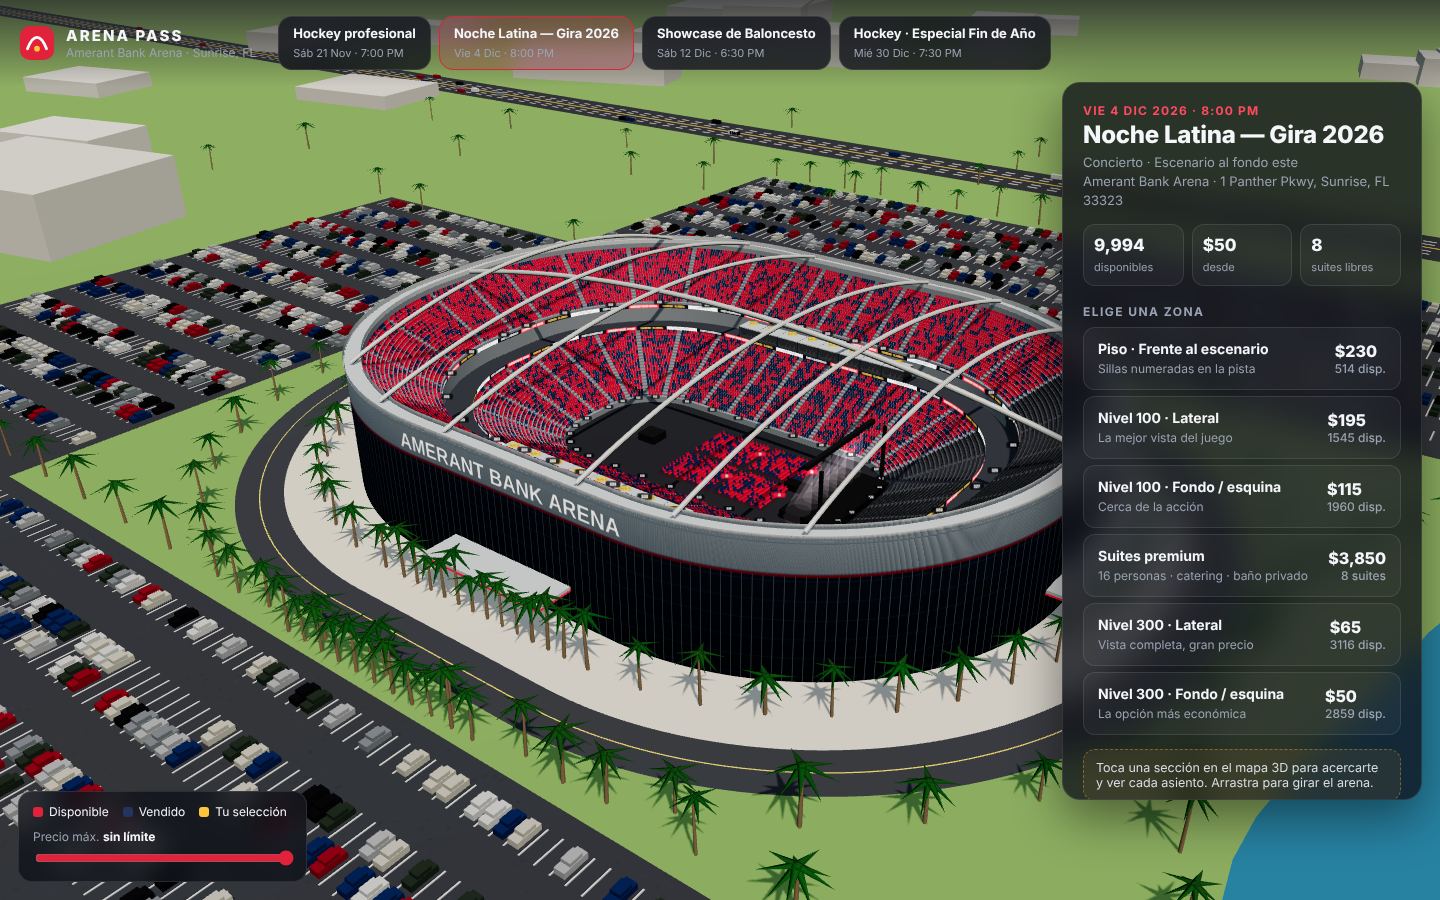 ARENA PASS
Amerant Bank Arena · Sunrise, FL
Hockey profesional
Sáb 21 Nov · 7:00 PM
Noche Latina — Gira 2026
Vie 4 Dic · 8:00 PM
Showcase de Baloncesto
Sáb 12 Dic · 6:30 PM
Hockey · Especial Fin de Año
Mié 30 Dic · 7:30 PM
VIE 4 DIC 2026 · 8:00 PM
Noche Latina — Gira 2026
Concierto · Escenario al fondo este
Amerant Bank Arena · 1 Panther Pkwy, Sunrise, FL
33323
9,994
disponibles
$50
desde
8
suites libres
ELIGE UNA ZONA
Piso · Frente al escenario
$230
Sillas numeradas en la pista
514 disp.
Nivel 100 · Lateral
$195
La mejor vista del juego
1545 disp.
Nivel 100 · Fondo / esquina
$115
Cerca de la acción
1960 disp.
Suites premium
$3,850
16 personas · catering · baño privado
8 suites
Nivel 300 · Lateral
$65
Vista completa, gran precio
3116 disp.
Nivel 300 · Fondo / esquina
$50
La opción más económica
2859 disp.
Toca una sección en el mapa 3D para acercarte
y ver cada asiento. Arrastra para girar el arena.
AMERANT BANK ARENA
Disponible
Vendido
Tu selección
Precio máx. sin límite